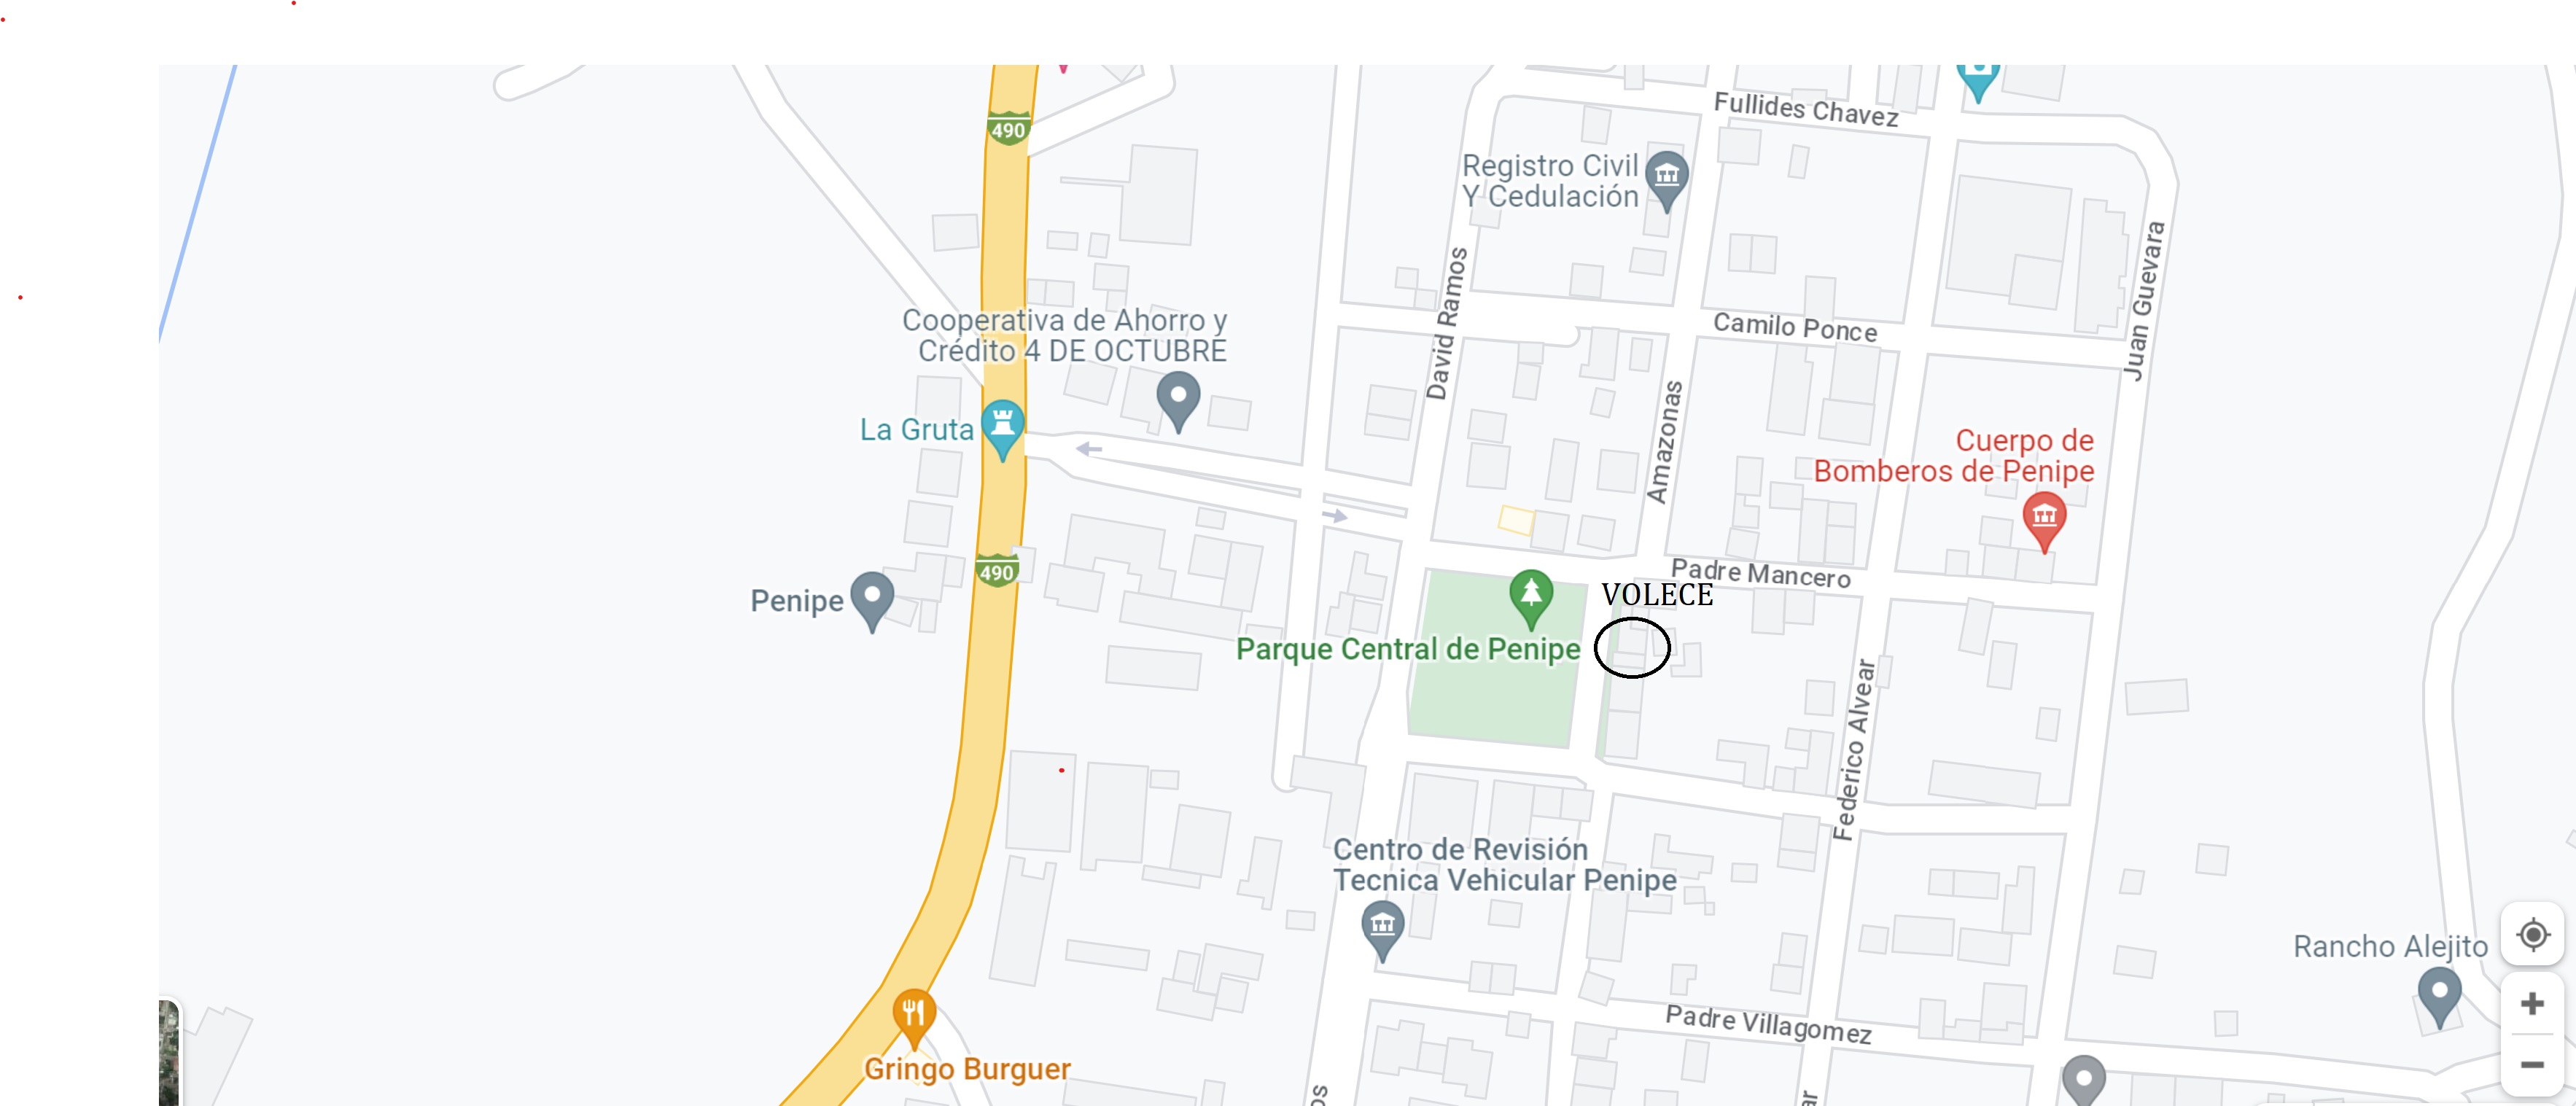 Fullides Chavez
490
Registro Civil
Y Cedulación
Juan Guevara
David Ramos
Cooperativa de Ahorro y
Crédito 4 DE OCTUBRE
Camilo Ponce
Amazonas
La Gruta
Cuerpo de
Bomberos de Penipe
490
Padre Mancero
VOLECE
Penipe
Parque Central de Penipe
Federico Alvear
Centro de Revisión
Tecnica Vehicular Penipe
Rancho Alejito
Padre Villagomez
Gringo Burguer
os
ar